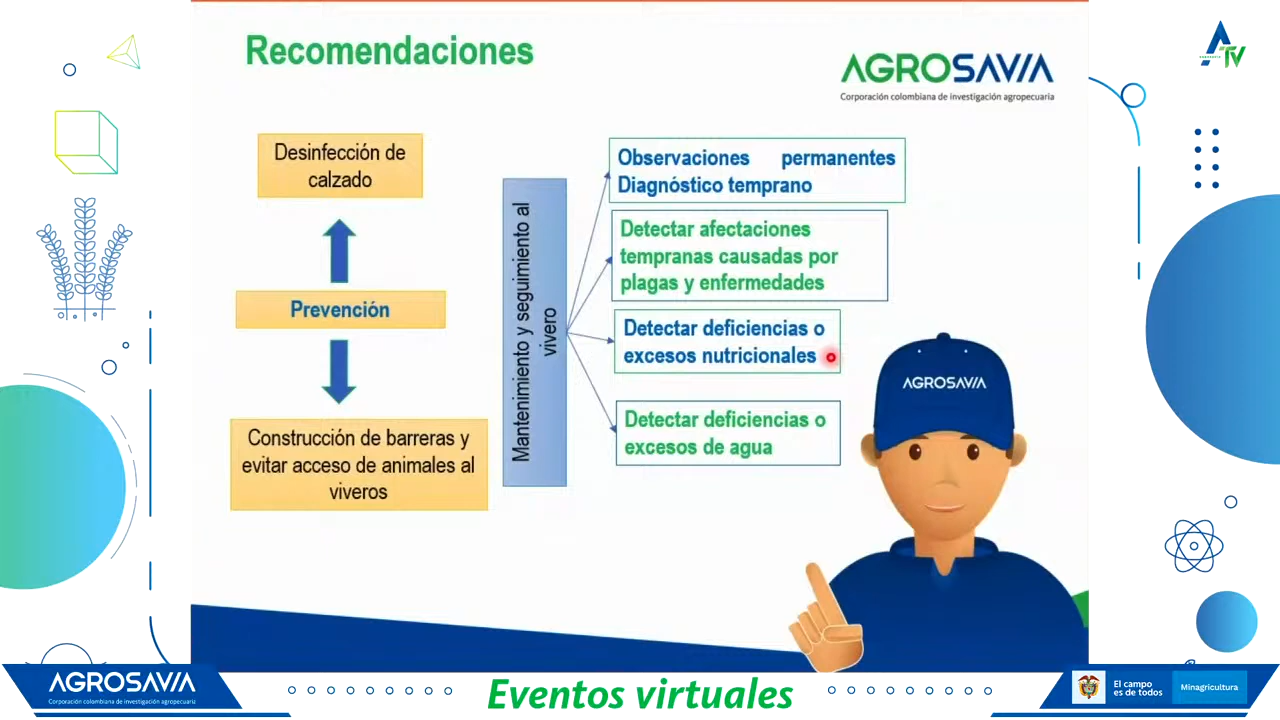 Recomendaciones
AGROSAVIA
Corporación colombiana de investigación agropecuaria
TV
Desinfección de
calzado
Prevención
Construcción de barreras y
evitar acceso de animales al
viveros
Mantenimiento y seguimiento al
vivero
Observaciones permanentes
Diagnóstico temprano
Detectar afectaciones
tempranas causadas por
plagas y enfermedades
Detectar deficiencias o
excesos nutricionales
Detectar deficiencias o
excesos de agua
AGROSAVIA
AGROSAVIA
Corporación colombiana de investigación agropecuaria
Eventos virtuales
El campo
es de todos
Minagricultura